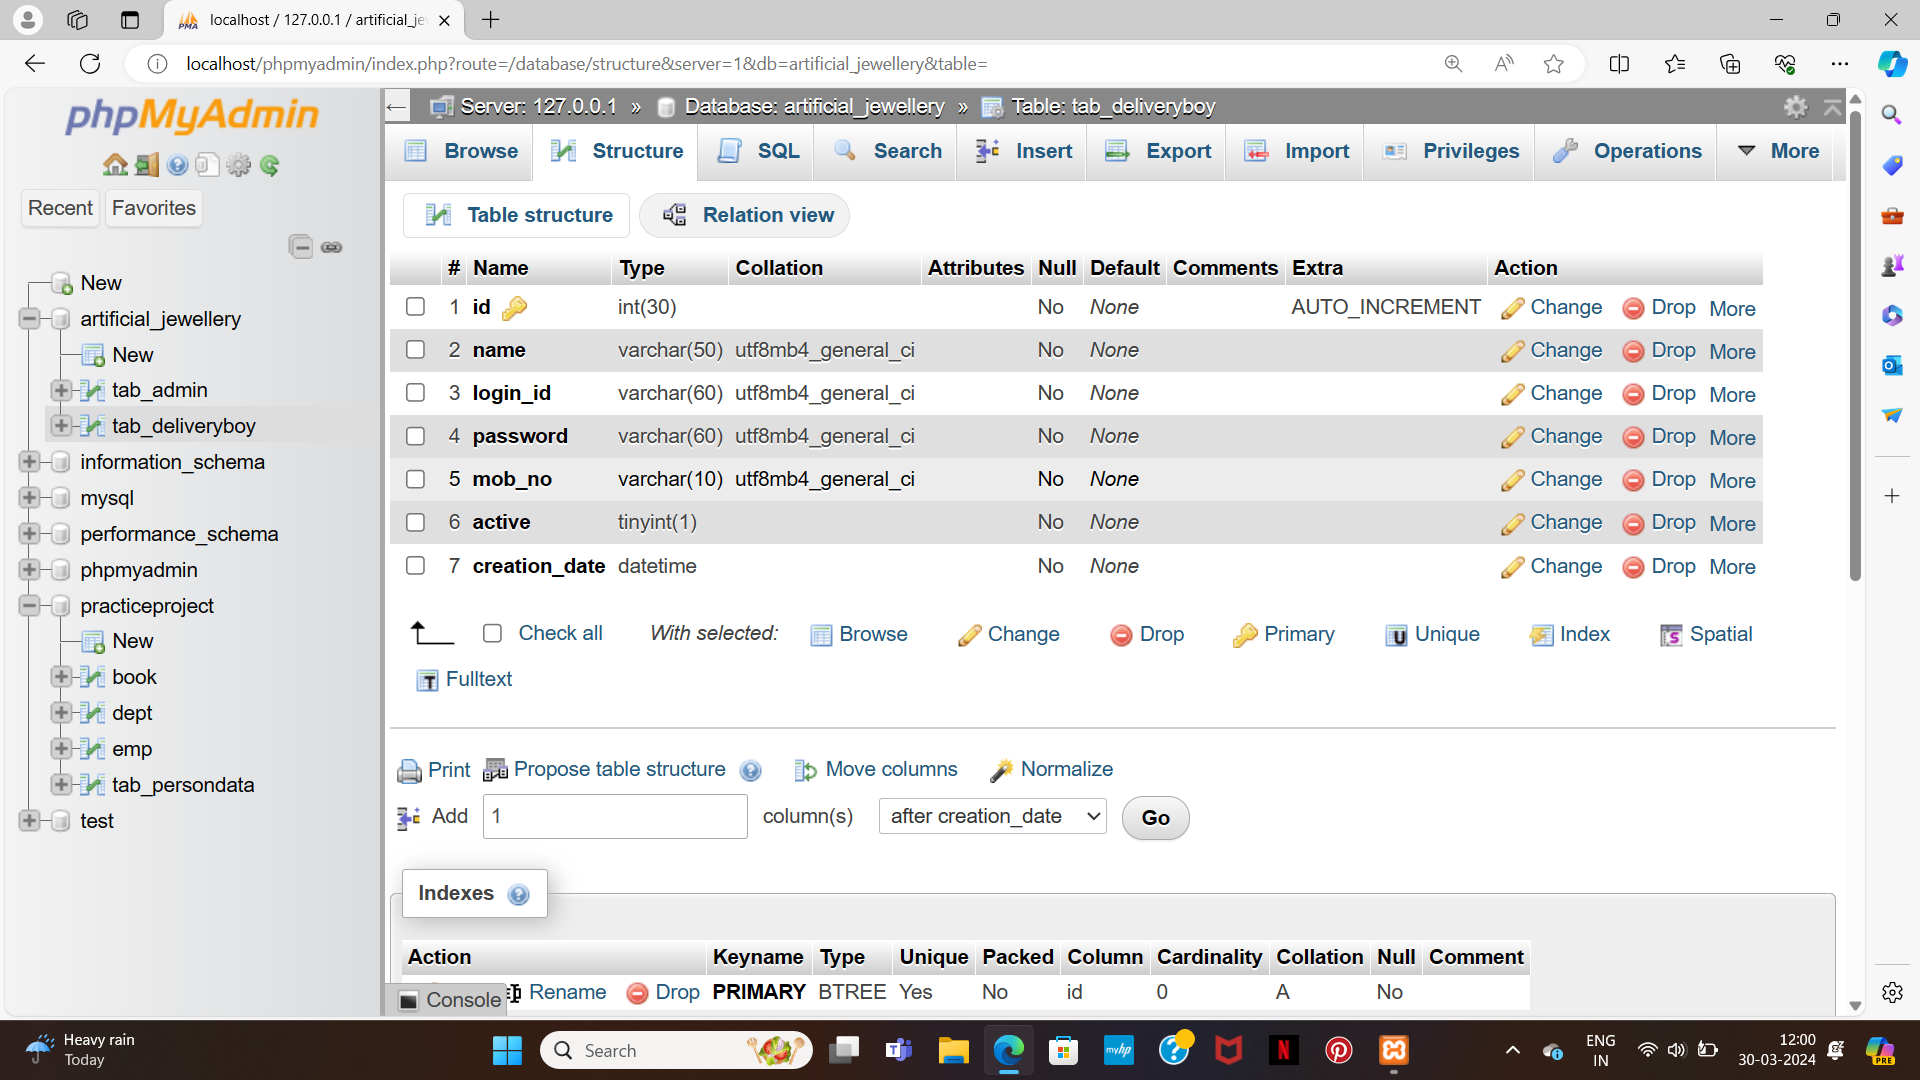 localhost / 127.0.0.1 / artificial_je
localhost/phpmyadmin/index.php?route=/database/structure&server=1&db=artificial_jewellery&table=
phpMyAdmin
Recent Favorites
New
artificial_jewellery
New
tab_admin
tab_deliveryboy
information_schema
mysql
performance_schema
phpmyadmin
practiceproject
New
book
dept
emp
tab_persondata
test
Server: 127.0.0.1 » Database: artificial_jewellery » Table: tab_deliveryboy
Browse Structure SQL Search Insert Export Import Privileges Operations More
Table structure Relation view
# Name Type Collation Attributes Null Default Comments Extra Action
1 id int(30) No None AUTO_INCREMENT Change Drop More
2 name varchar(50) utf8mb4_general_ci No None Change Drop More
3 login_id varchar(60) utf8mb4_general_ci No None Change Drop More
4 password varchar(60) utf8mb4_general_ci No None Change Drop More
5 mob_no varchar(10) utf8mb4_general_ci No None Change Drop More
6 active tinyint(1) No None Change Drop More
7 creation_date datetime No None Change Drop More
Check all With selected: Browse Change Drop Primary Unique Index Spatial
Fulltext
Print Propose table structure Move columns Normalize
Add 1 column(s) after creation_date Go
Indexes
Action Keyname Type Unique Packed Column Cardinality Collation Null Comment
Rename Drop PRIMARY BTREE Yes No id 0 A No
Console
Heavy rain
Today
Search
ENG
IN
12:00
30-03-2024